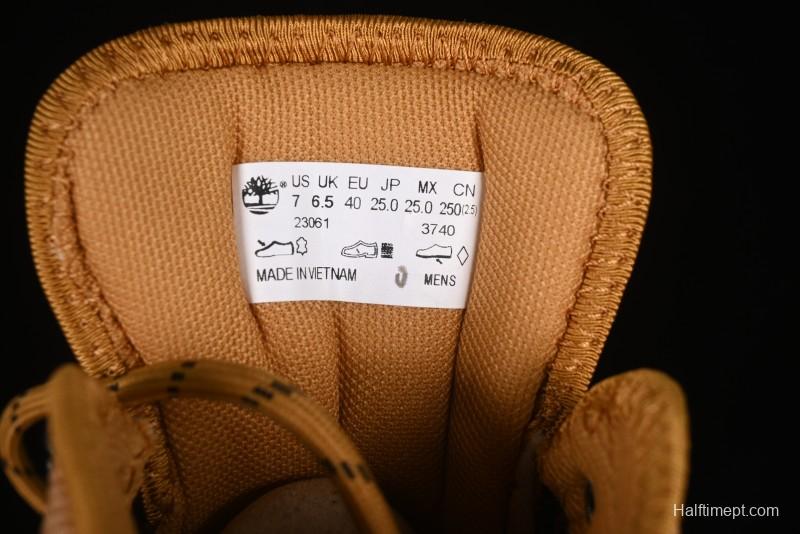 ® US UK EU JP MX CN
7 6.5 40 25.0 25.0 250(2.5)
23061 3740
MADE IN VIETNAM MENS
Halftimept.com